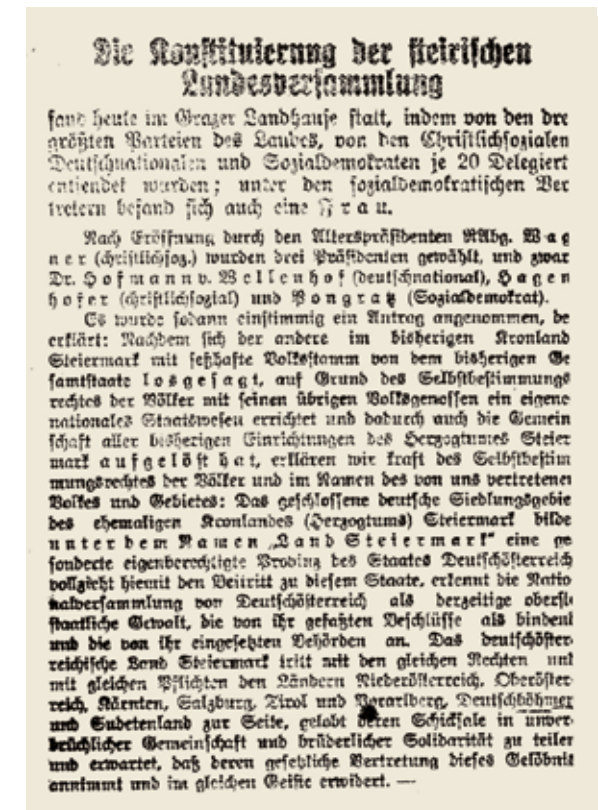 Die Konstituierung der steirischen
Landesversammlung
fand heute im Grazer Landhause statt, indem von den dre
größten Parteien des Landes, von den Christlichsozialen
Deutschnationalen und Sozialdemokraten je 20 Delegiert
entsendet wurden; unter den sozialdemokratischen Ver
tretern befand sich auch eine Frau.
Nach Eröffnung durch den Alterspräsidenten RAbg. Wag
ner (christlichsoz.) wurden drei Präsidenten gewählt, und zwar
Dr. Hofmann v. Wellenhof (deutschnational), Hagen
hofer (christlichsozial) und Pongratz (Sozialdemokrat).
Es wurde sodann einstimmig ein Antrag angenommen, de
erklärt: Nachdem sich der andere im bisherigen Kronland
Steiermark mit seßhafte Volksstamm von dem bisherigen Ge
samtstaate losgesagt, auf Grund des Selbstbestimmungs
rechtes der Völker mit seinen übrigen Volksgenossen ein eigene
nationales Staatswesen errichtet und dadurch auch die Gemein
schaft aller bisherigen Einrichtungen des Herzogtumes Steier
mark aufgelöst hat, erklären wir kraft des Selbstbestim
mungsrechtes der Völker und im Namen des von uns vertretenen
Volkes und Gebietes: Das geschlossene deutsche Siedlungsgebie
des ehemaligen Kronlandes (Herzogtums) Steiermark bilde
unter dem Namen „Land Steiermark“ eine ge
sonderte eigenberechtigte Provinz des Staates Deutschösterreich
vollzieht hiemit den Beitritt zu diesem Staate, erkennt die Natio
nalversammlung von Deutschösterreich als derzeitige oberste
staatliche Gewalt, die von ihr gefaßten Beschlüsse als bindend
und die von ihr eingesetzten Behörden an. Das deutschöster-
reichische Land Steiermark tritt mit den gleichen Rechten und
mit gleichen Pflichten den Ländern Niederösterreich, Oberöster-
reich, Kärnten, Salzburg, Tirol und Vorarlberg, Deutschböhmen
und Sudetenland zur Seite, gelobt deren Schicksale in unver-
brüchlicher Gemeinschaft und brüderlicher Solidarität zu teilen
und erwartet, daß deren gesetzliche Vertretung dieses Gelöbnis
annimmt und im gleichen Geiste erwidert. —